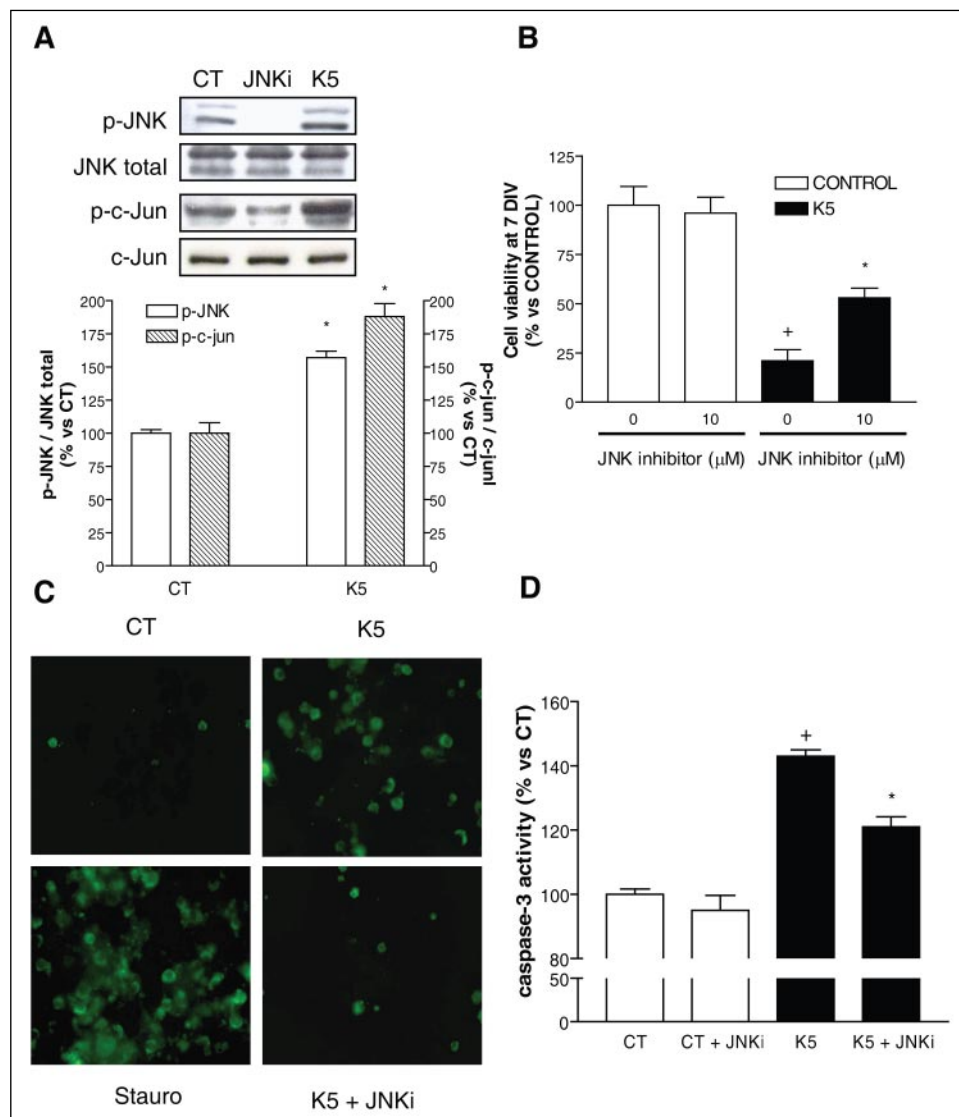 A
CT JNKi K5
p-JNK
JNK total
p-c-Jun
c-Jun
p-JNK / JNK total
(% vs CT)
200
175
150
125
100
75
50
25
0
p-JNK
p-c-jun
*
*
200
175
150
125
100
75
50
25
0
p-c-jun / c-junl
(% vs CT)
CT K5
B
Cell viability at 7 DIV
(% vs CONTROL)
125
100
75
50
25
0
CONTROL
K5
+
*
0 10 0 10
JNK inhibitor (μM) JNK inhibitor (μM)
C
CT K5
Stauro K5 + JNKi
D
caspase-3 activity (% vs CT)
160
140
120
100
80
50
0
+
*
CT CT + JNKi K5 K5 + JNKi